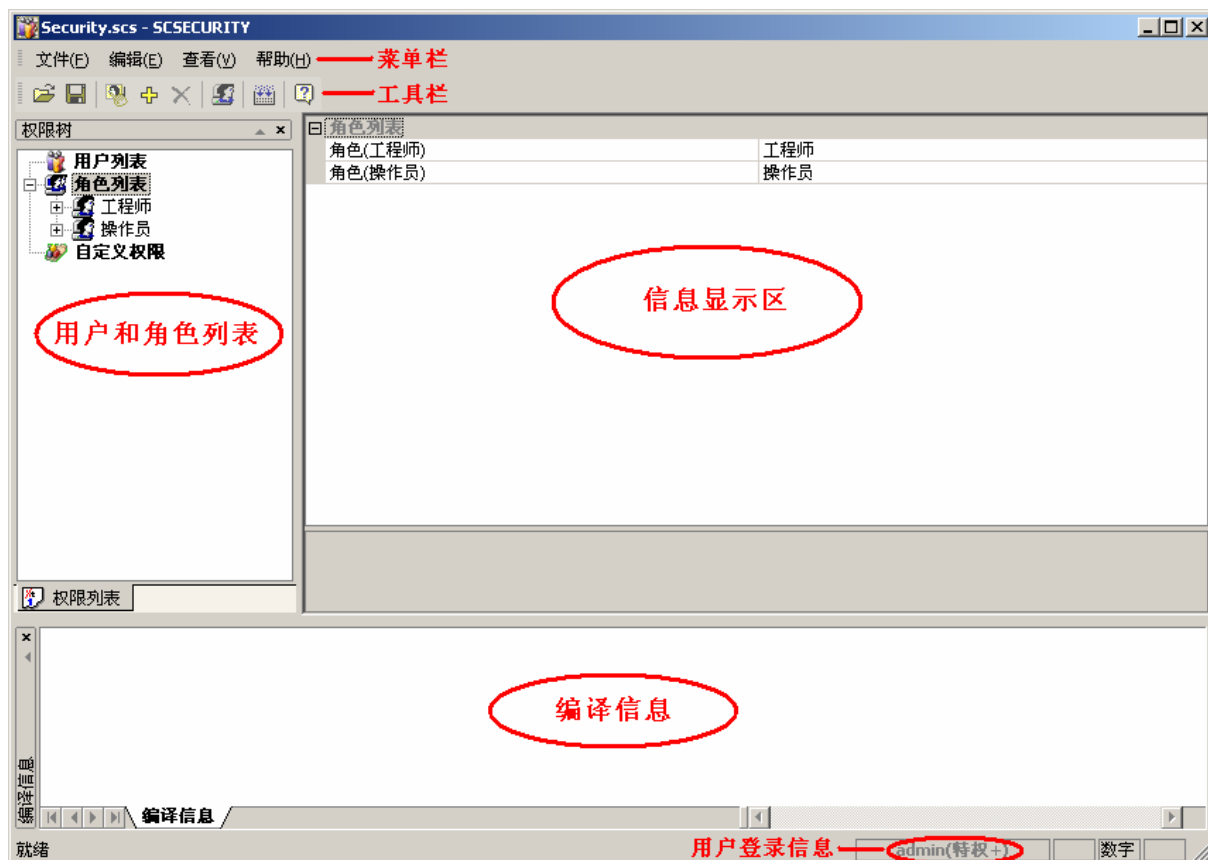 Security.scs - SCSECURITY
文件(F) 编辑(E) 查看(V) 帮助(H) 菜单栏
工具栏
权限树
用户列表
角色列表
工程师
操作员
自定义权限
用户和角色列表
权限列表
角色列表
角色(工程师) 工程师
角色(操作员) 操作员
信息显示区
编译信息
编译信息
编译信息
就绪
用户登录信息
admin(特权+)
数字